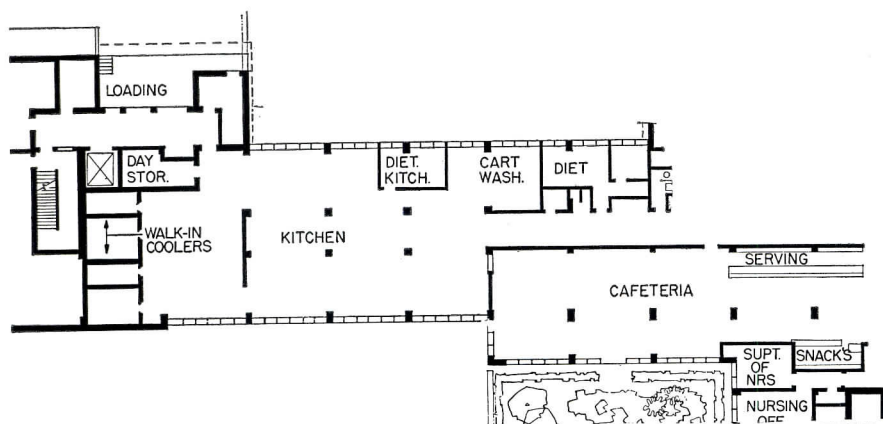 LOADING
DAY
STOR.
DIET.
KITCH.
CART
WASH.
DIET
WALK-IN
COOLERS
KITCHEN
SERVING
CAFETERIA
SUPT.
OF
NRS
SNACKS
NURSING
OFF